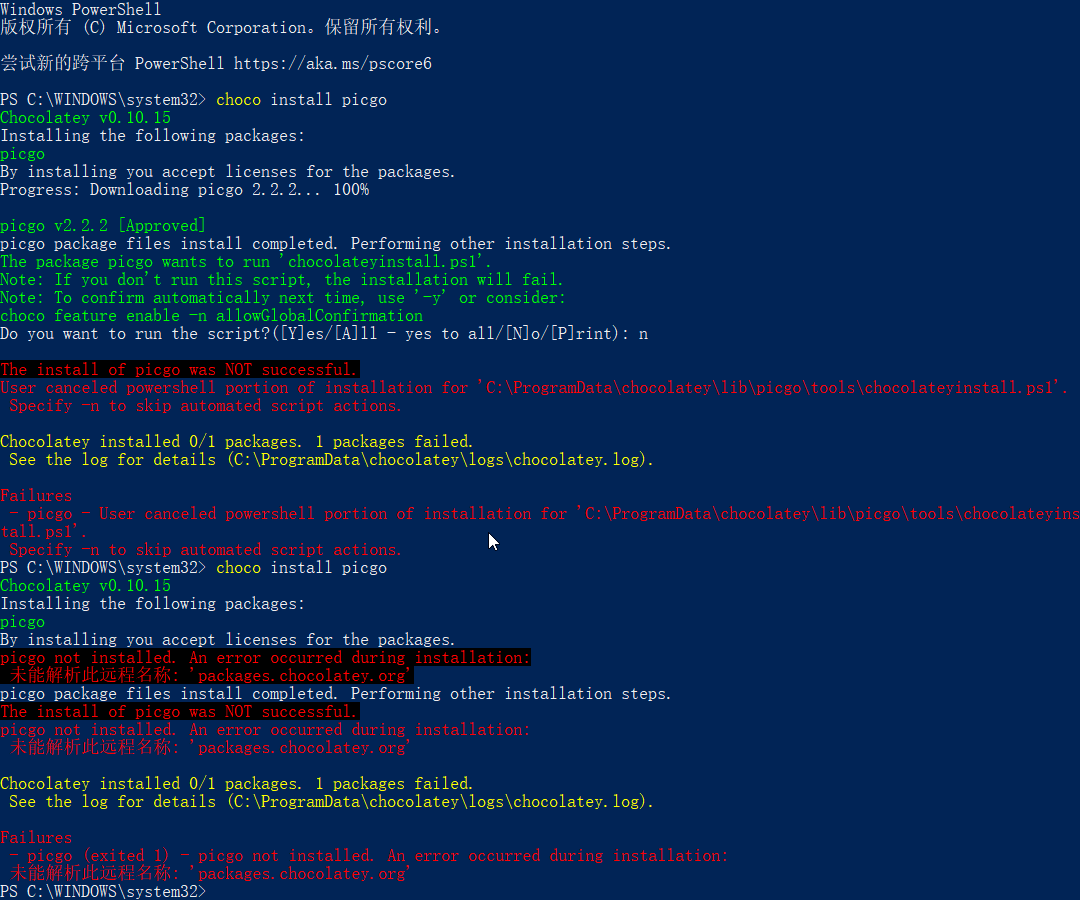 Windows PowerShell
版权所有 (C) Microsoft Corporation。保留所有权利。
尝试新的跨平台 PowerShell https://aka.ms/pscore6
PS C:\WINDOWS\system32> choco install picgo
Chocolatey v0.10.15
Installing the following packages:
picgo
By installing you accept licenses for the packages.
Progress: Downloading picgo 2.2.2... 100%
picgo v2.2.2 [Approved]
picgo package files install completed. Performing other installation steps.
The package picgo wants to run 'chocolateyinstall.ps1'.
Note: If you don't run this script, the installation will fail.
Note: To confirm automatically next time, use '-y' or consider:
choco feature enable -n allowGlobalConfirmation
Do you want to run the script?([Y]es/[A]ll - yes to all/[N]o/[P]rint): n
The install of picgo was NOT successful.
User canceled powershell portion of installation for 'C:\ProgramData\chocolatey\lib\picgo\tools\chocolateyinstall.ps1'.
Specify -n to skip automated script actions.
Chocolatey installed 0/1 packages. 1 packages failed.
See the log for details (C:\ProgramData\chocolatey\logs\chocolatey.log).
Failures
- picgo - User canceled powershell portion of installation for 'C:\ProgramData\chocolatey\lib\picgo\tools\chocolateyins
tall.ps1'.
Specify -n to skip automated script actions.
PS C:\WINDOWS\system32> choco install picgo
Chocolatey v0.10.15
Installing the following packages:
picgo
By installing you accept licenses for the packages.
picgo not installed. An error occurred during installation:
未能解析此远程名称: 'packages.chocolatey.org'
picgo package files install completed. Performing other installation steps.
The install of picgo was NOT successful.
picgo not installed. An error occurred during installation:
未能解析此远程名称: 'packages.chocolatey.org'
Chocolatey installed 0/1 packages. 1 packages failed.
See the log for details (C:\ProgramData\chocolatey\logs\chocolatey.log).
Failures
- picgo (exited 1) - picgo not installed. An error occurred during installation:
未能解析此远程名称: 'packages.chocolatey.org'
PS C:\WINDOWS\system32>